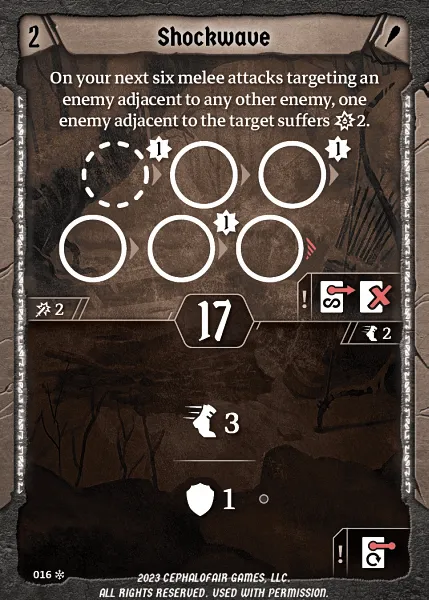 2
Shockwave
On your next six melee attacks targeting an
enemy adjacent to any other enemy, one
enemy adjacent to the target suffers 2.
1
1
1
2
!
17
2
3
1
!
016
2023 CEPHALOFAIR GAMES, LLC.
ALL RIGHTS RESERVED. USED WITH PERMISSION.